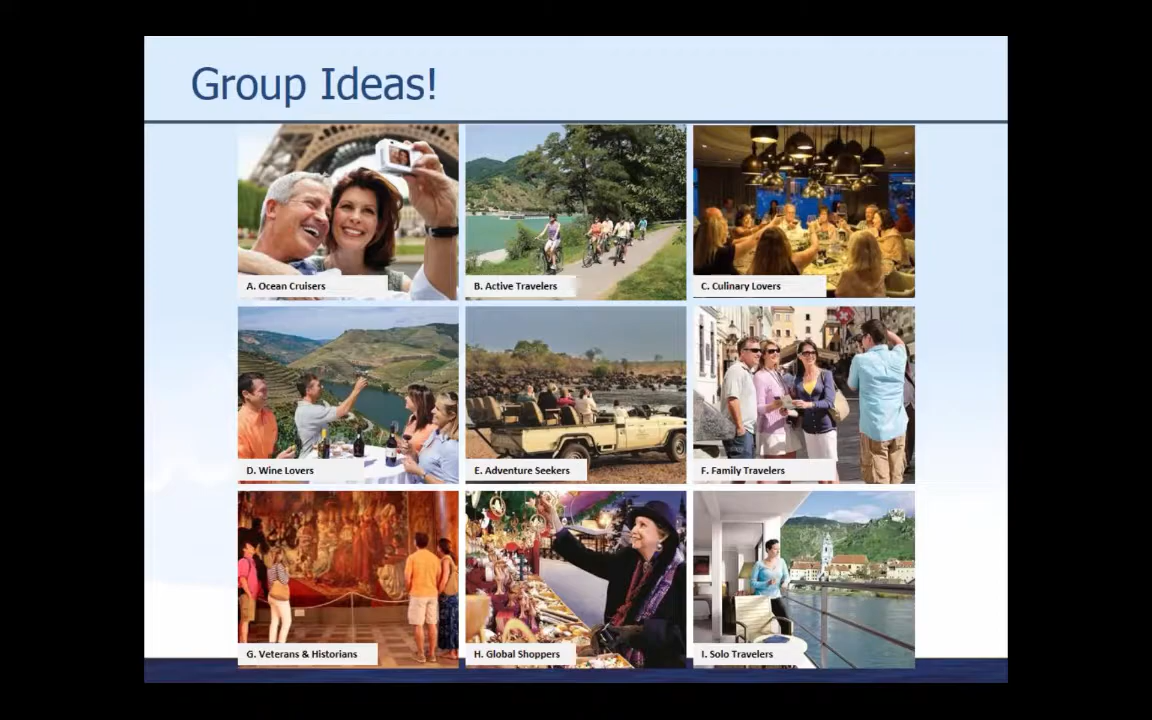 Group Ideas!
A. Ocean Cruisers
B. Active Travelers
C. Culinary Lovers
D. Wine Lovers
E. Adventure Seekers
F. Family Travelers
G. Veterans & Historians
H. Global Shoppers
I. Solo Travelers